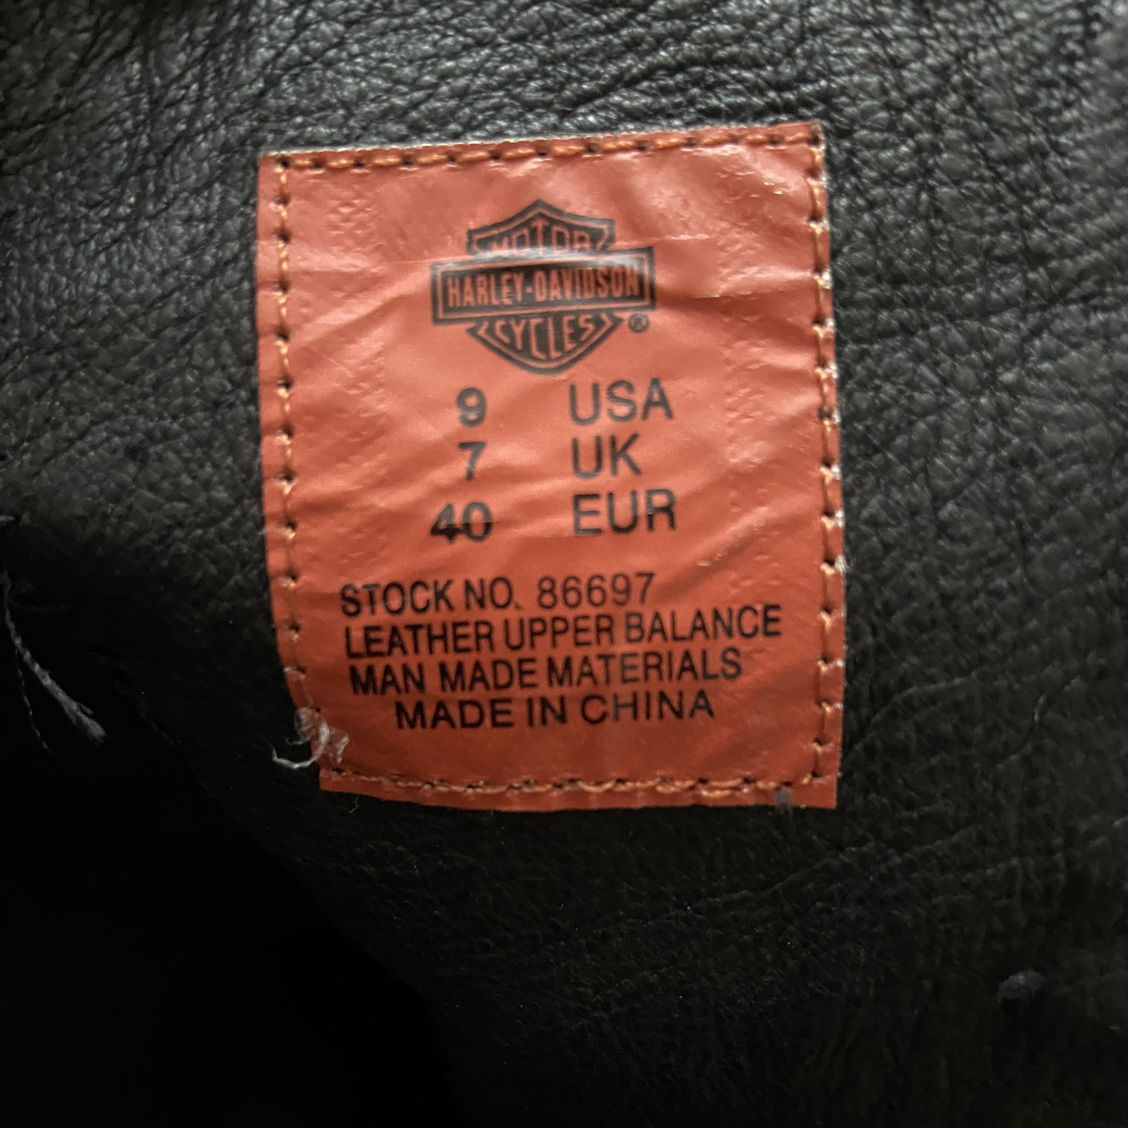 MOTOR
HARLEY-DAVIDSON
CYCLES ®
9 USA
7 UK
40 EUR
STOCK NO. 86697
LEATHER UPPER BALANCE
MAN MADE MATERIALS
MADE IN CHINA